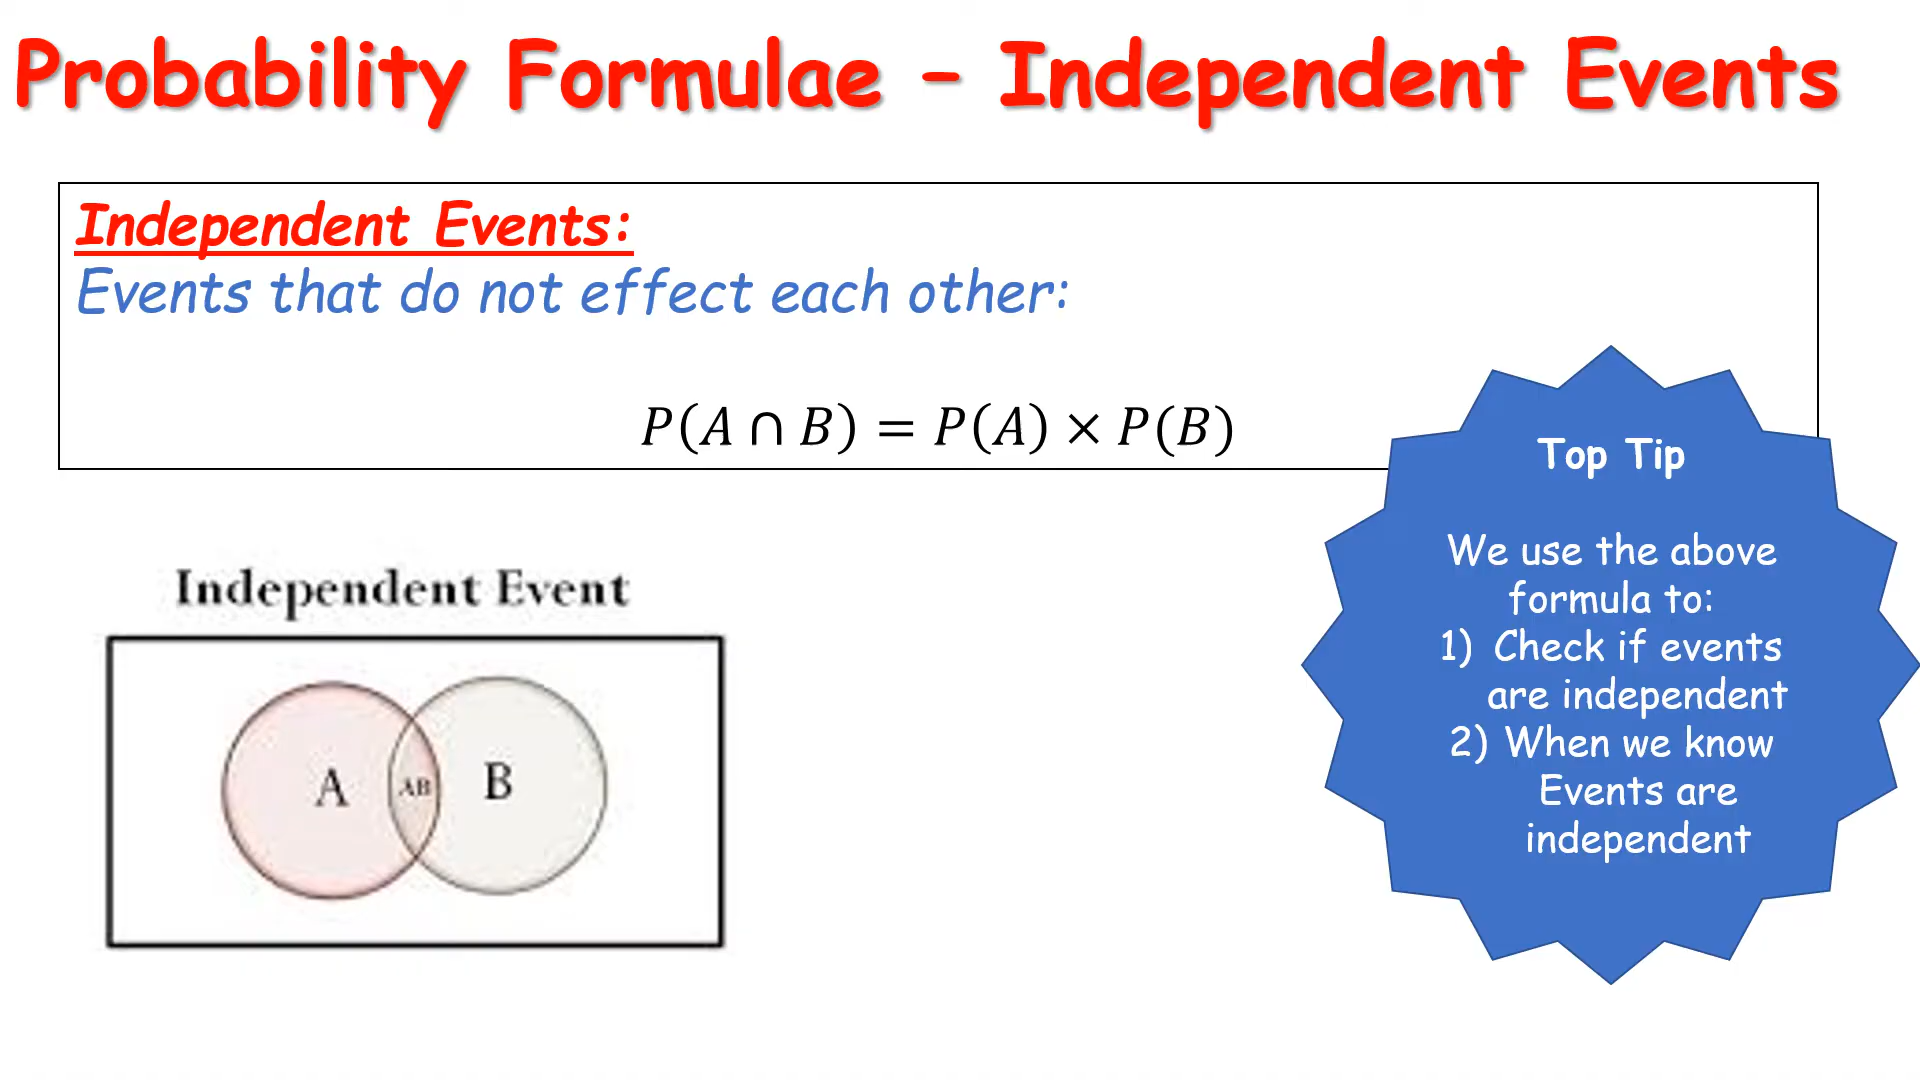 Probability Formulae – Independent Events
Independent Events:
Events that do not effect each other:
P(A ∩ B) = P(A) × P(B)
Top Tip
We use the above
formula to:
1) Check if events
are independent
2) When we know
Events are
independent
Independent Event
A
AB
B